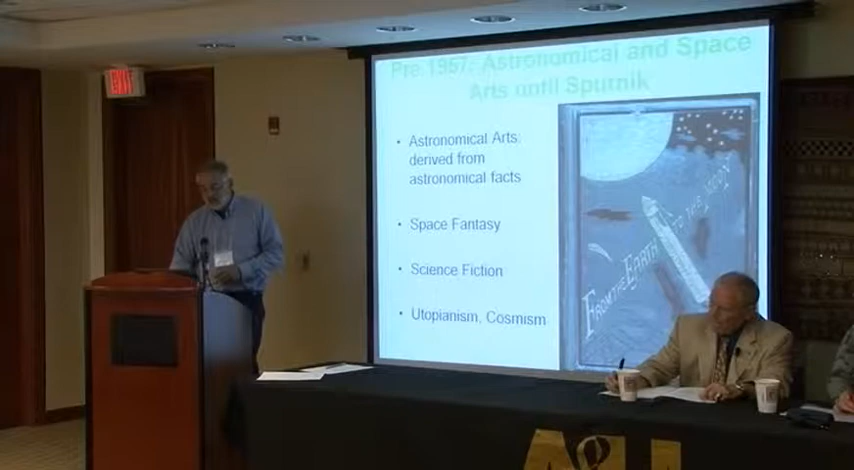 EXIT
Pre 1957: Astronomical and Space
Arts until Sputnik
• Astronomical Arts:
derived from
astronomical facts
• Space Fantasy
• Science Fiction
• Utopianism, Cosmism
FROM THE EARTH TO THE MOON